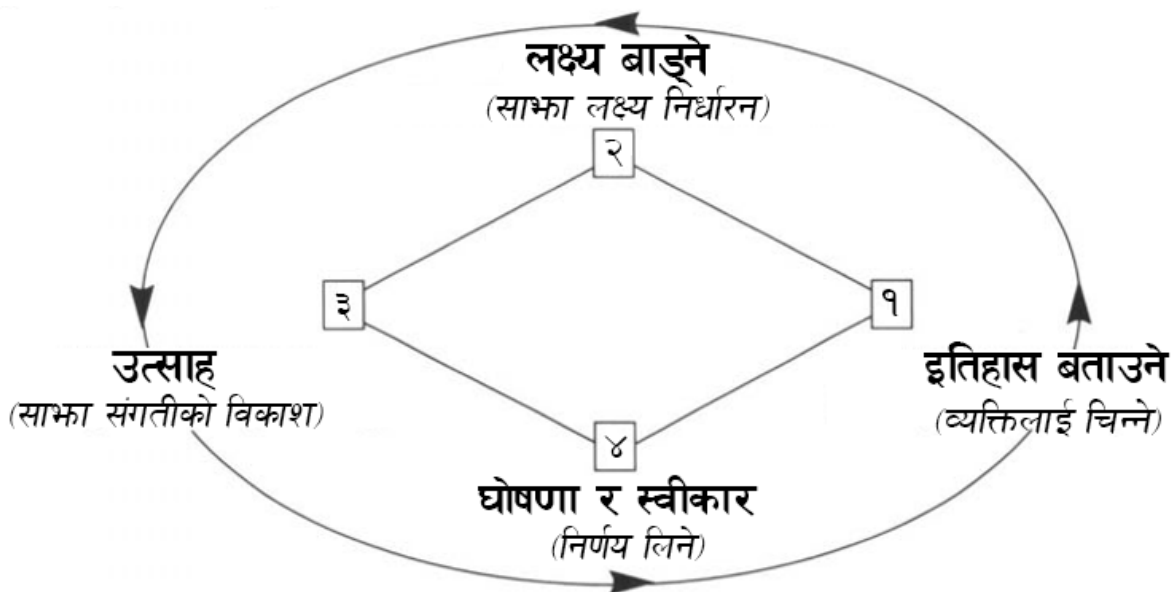 लक्ष्य बाड्ने
(साझा लक्ष्य निर्धारन)
२
३
१
उत्साह
(साझा संगतीको विकाश)
इतिहास बताउने
(व्यक्तिलाई चिन्ने)
४
घोषणा र स्वीकार
(निर्णय लिने)